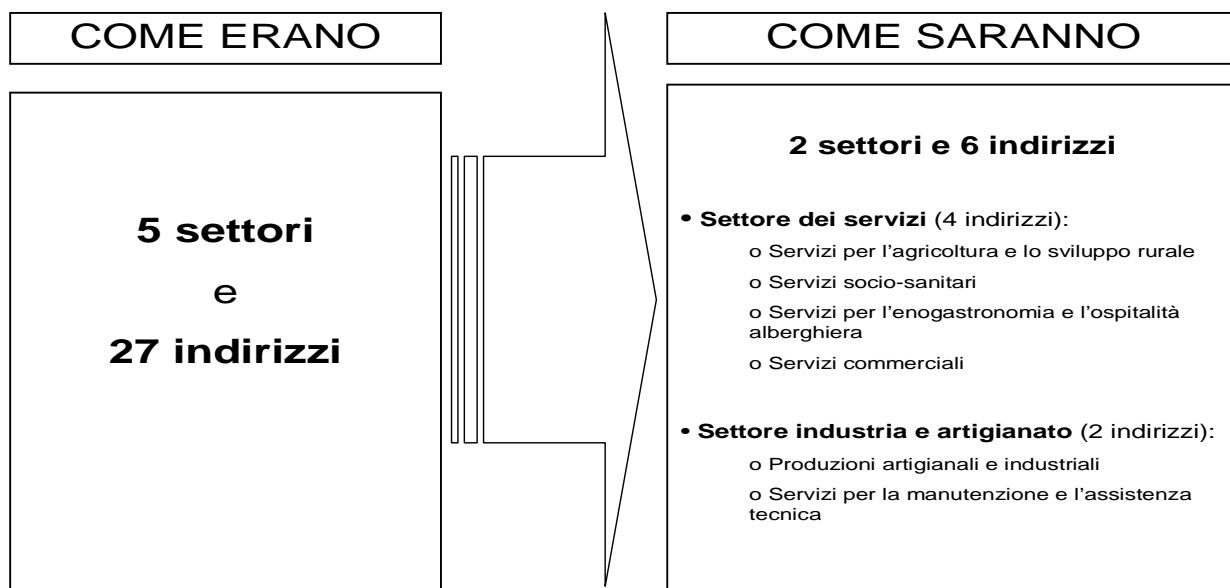 COME ERANO
5 settori
e
27 indirizzi
COME SARANNO
2 settori e 6 indirizzi
• Settore dei servizi (4 indirizzi):
o Servizi per l'agricoltura e lo sviluppo rurale
o Servizi socio-sanitari
o Servizi per l'enogastronomia e l'ospitalità
alberghiera
o Servizi commerciali
• Settore industria e artigianato (2 indirizzi):
o Produzioni artigianali e industriali
o Servizi per la manutenzione e l'assistenza
tecnica